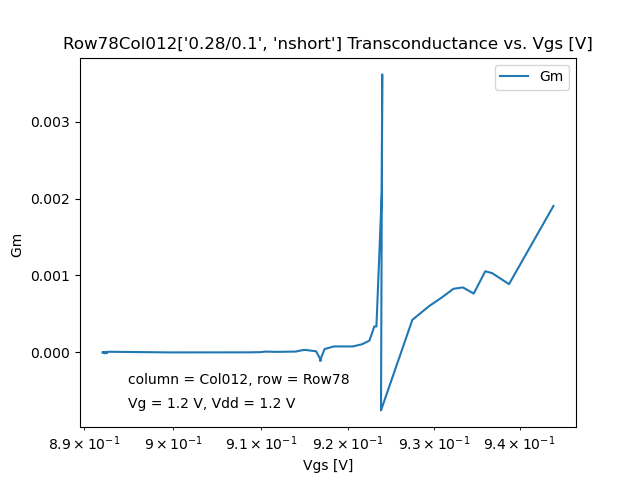 Row78Col012['0.28/0.1', 'nshort'] Transconductance vs. Vgs [V]
Gm
0.003
0.002
0.001
0.000
Gm
column = Col012, row = Row78
Vg = 1.2 V, Vdd = 1.2 V
8.9 × 10⁻¹ 9 × 10⁻¹ 9.1 × 10⁻¹ 9.2 × 10⁻¹ 9.3 × 10⁻¹ 9.4 × 10⁻¹
Vgs [V]